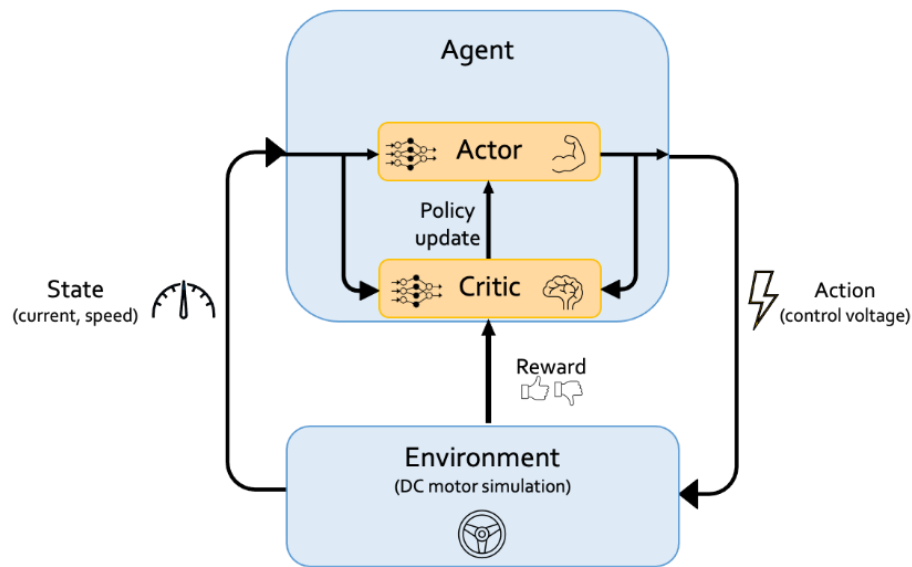 Agent
Actor
Policy
update
Critic
State
(current, speed)
Action
(control voltage)
Reward
Environment
(DC motor simulation)